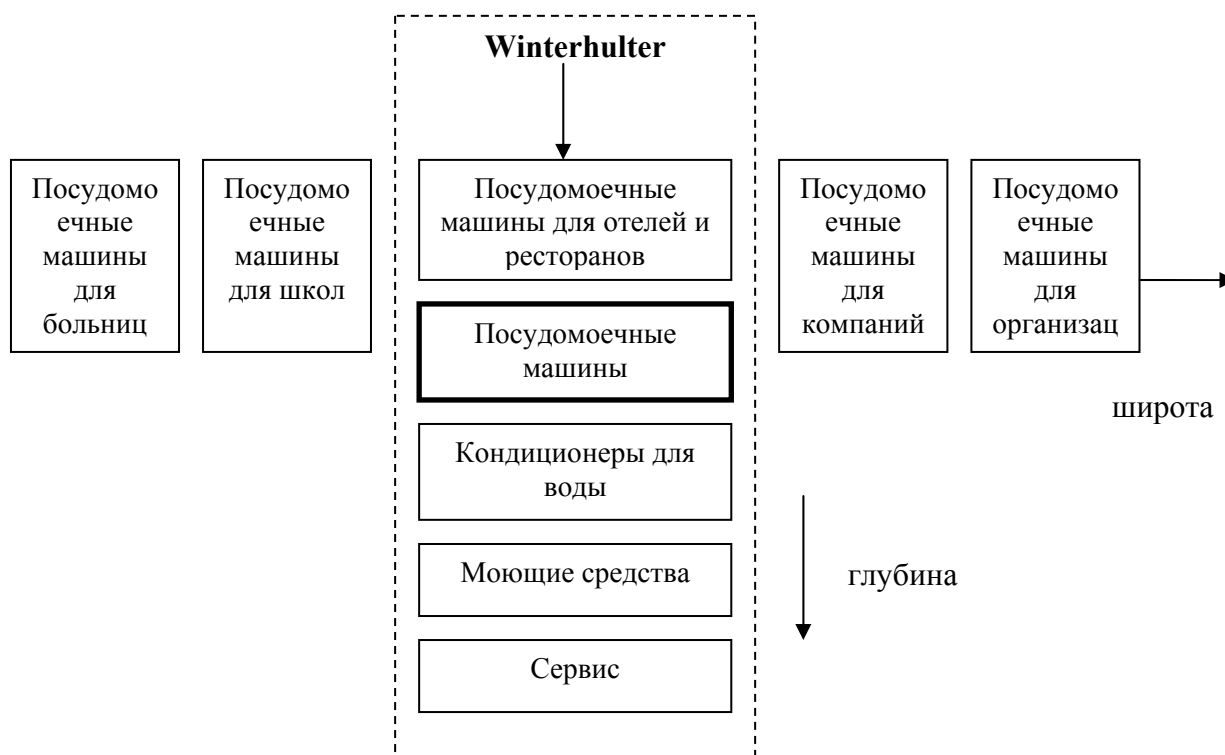 Winterhulter
Посудомо
ечные
машины
для
больниц
Посудомо
ечные
машины
для школ
Посудомоечные
машины для отелей и
ресторанов
Посудомо
ечные
машины
для
компаний
Посудомо
ечные
машины
для
организац
Посудомоечные
машины
широта
Кондиционеры для
воды
Моющие средства
глубина
Сервис